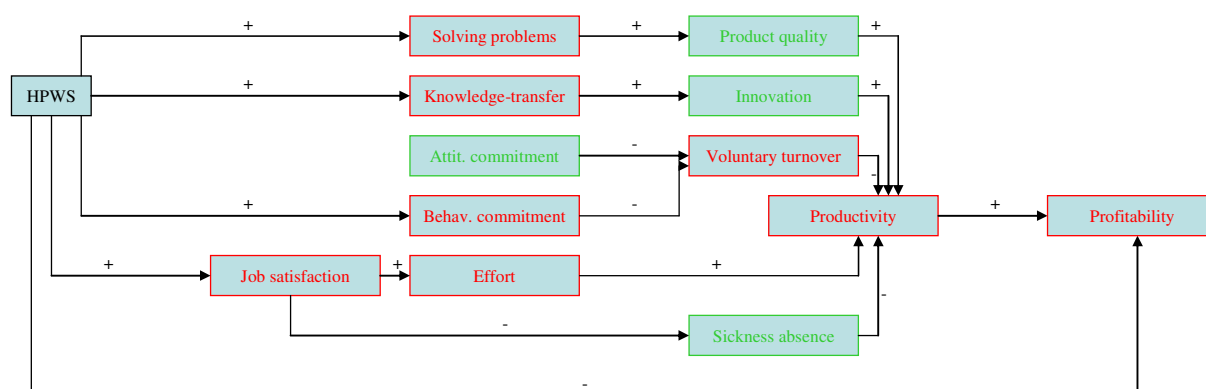 + + +
Solving problems
Product quality
+ + +
HPWS
Knowledge-transfer
Innovation
-
Attit. commitment
Voluntary turnover
-
+ -
Behav. commitment
Productivity
+
Profitability
+ + +
Job satisfaction
Effort
-
-
Sickness absence
-